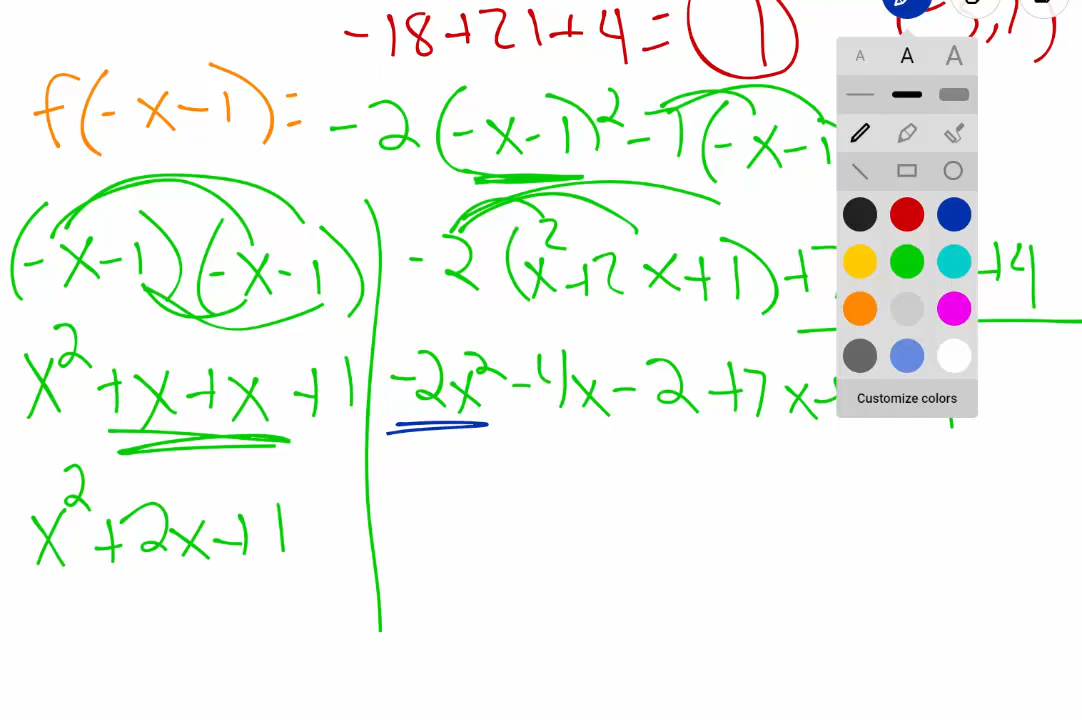 -18+21+4= 1
f(-x-1)= -2(-x-1)² -7(-x-1
(-x-1)(-x-1) -2(x²+2x+1)+7 +4
x²+x+x+1 -2x²-4x-2+7x
x²+2x+1
A A A
Customize colors